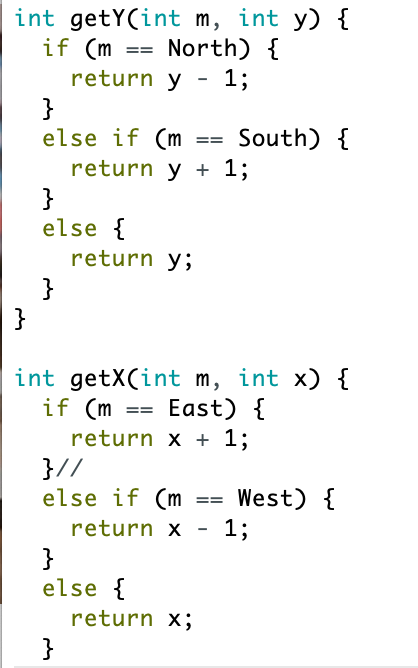 int getY(int m, int y) {
  if (m == North) {
    return y - 1;
  }
  else if (m == South) {
    return y + 1;
  }
  else {
    return y;
  }
}

int getX(int m, int x) {
  if (m == East) {
    return x + 1;
  }//
  else if (m == West) {
    return x - 1;
  }
  else {
    return x;
  }